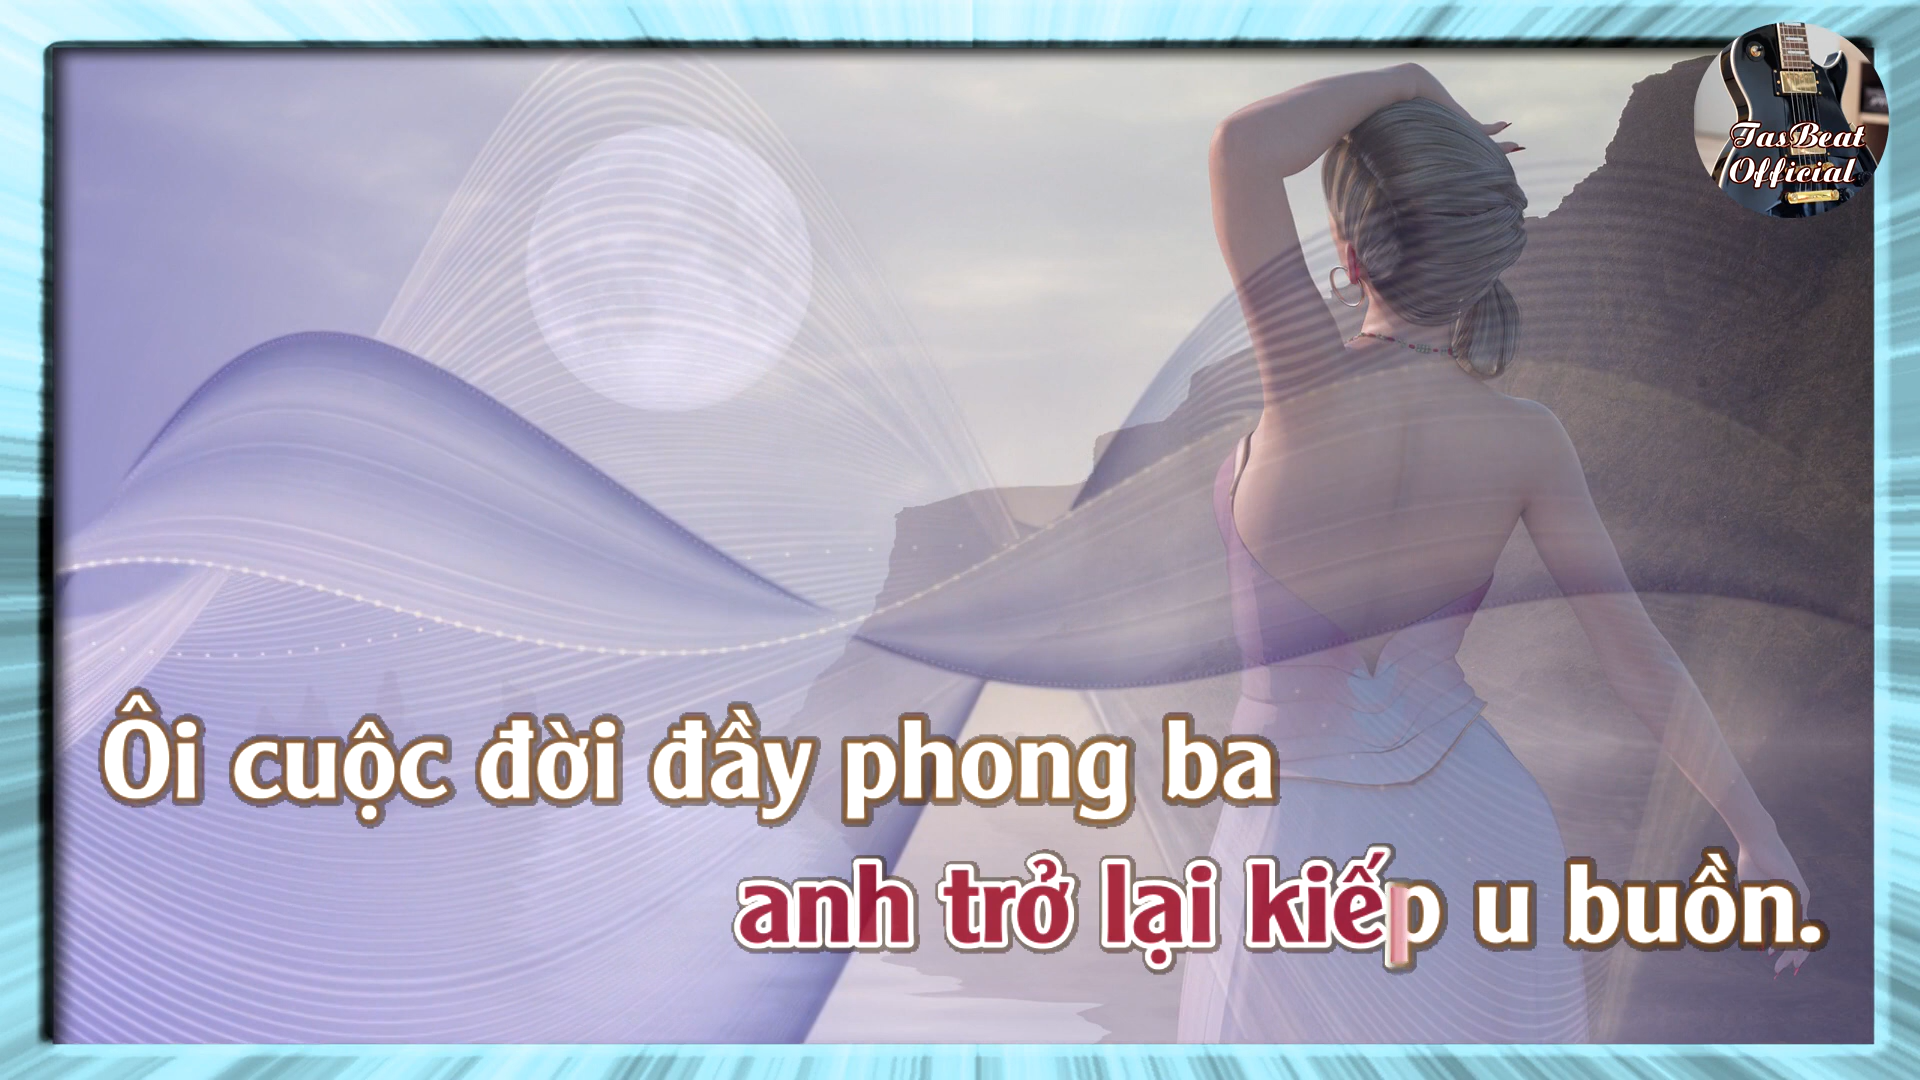 TasBeat
Official
Ôi cuộc đời đầy phong ba
anh trở lại kiếp u buồn.